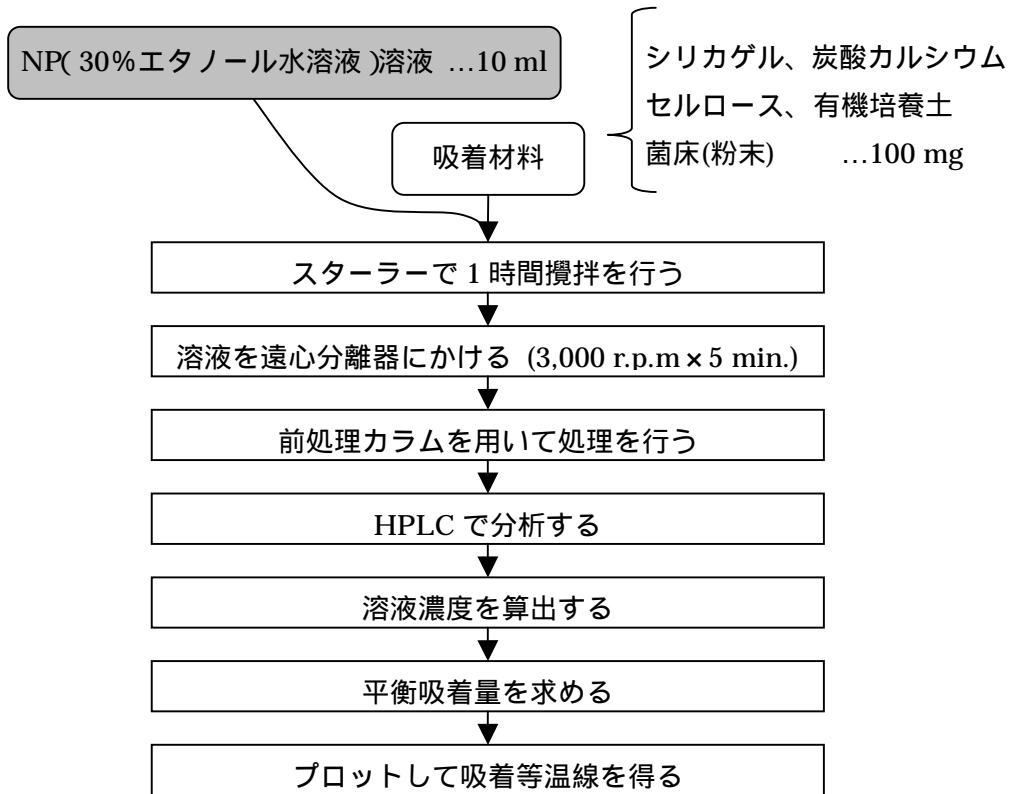 NP( 30%エタノール水溶液 )溶液 …10 ml
シリカゲル、炭酸カルシウム
セルロース、有機培養土
菌床(粉末) …100 mg
吸着材料
スターラーで 1 時間攪拌を行う
溶液を遠心分離器にかける (3,000 r.p.m × 5 min.)
前処理カラムを用いて処理を行う
HPLC で分析する
溶液濃度を算出する
平衡吸着量を求める
プロットして吸着等温線を得る